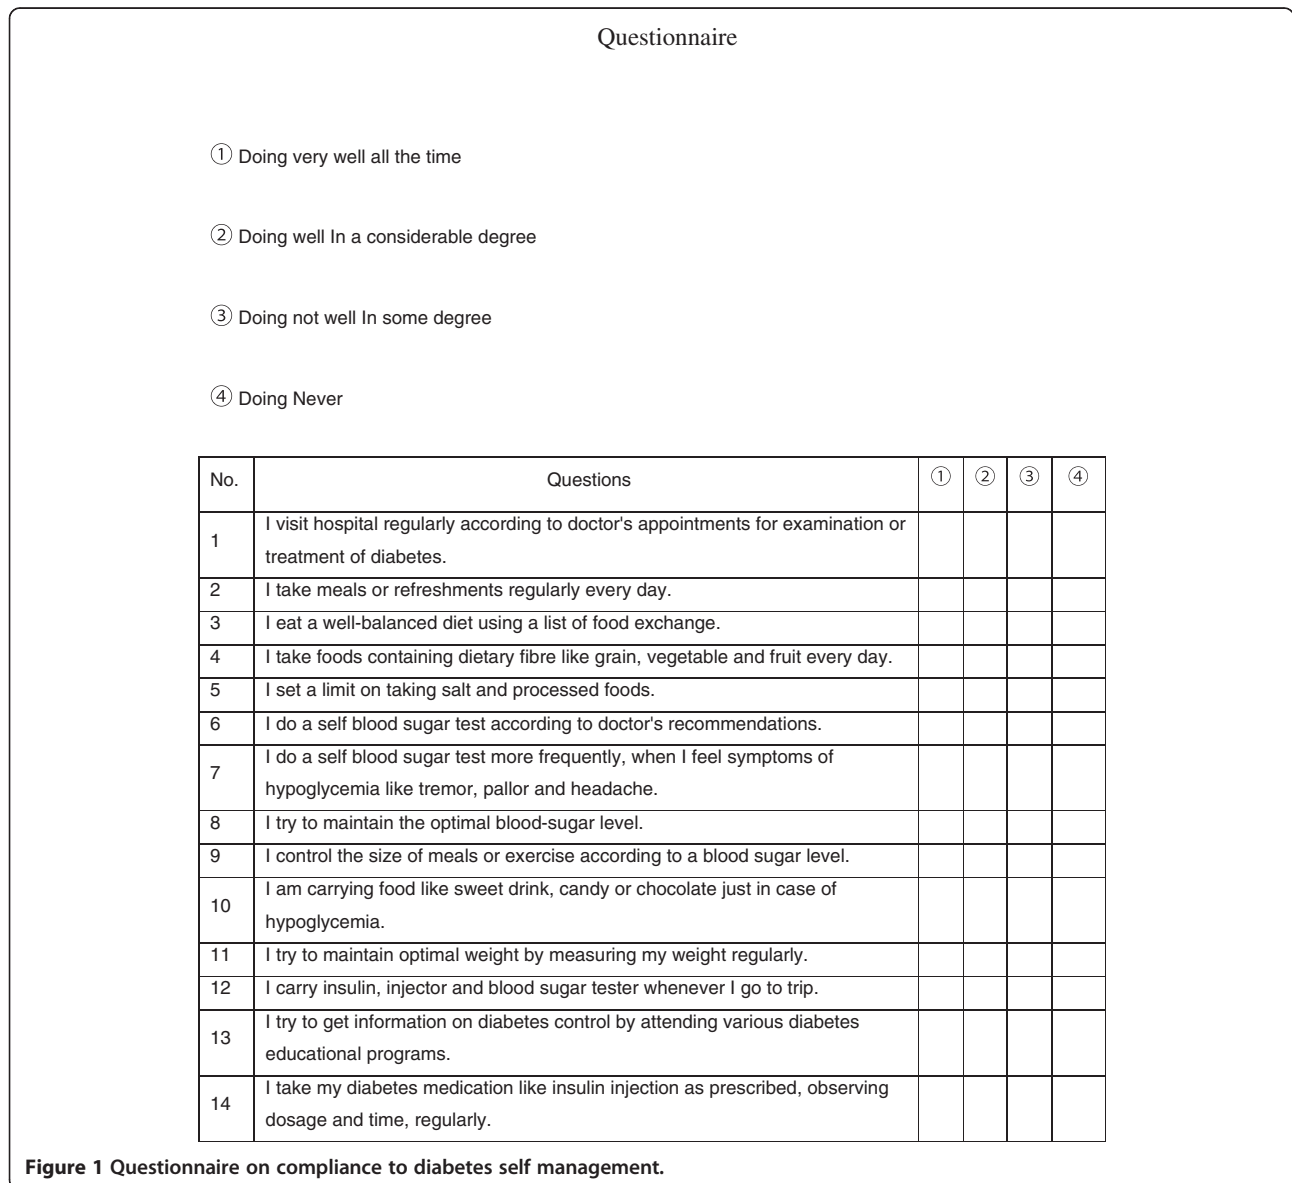 Questionnaire
① Doing very well all the time
② Doing well In a considerable degree
③ Doing not well In some degree
④ Doing Never
No. Questions ① ② ③ ④
1 I visit hospital regularly according to doctor's appointments for examination or
treatment of diabetes.
2 I take meals or refreshments regularly every day.
3 I eat a well-balanced diet using a list of food exchange.
4 I take foods containing dietary fibre like grain, vegetable and fruit every day.
5 I set a limit on taking salt and processed foods.
6 I do a self blood sugar test according to doctor's recommendations.
7 I do a self blood sugar test more frequently, when I feel symptoms of
hypoglycemia like tremor, pallor and headache.
8 I try to maintain the optimal blood-sugar level.
9 I control the size of meals or exercise according to a blood sugar level.
10 I am carrying food like sweet drink, candy or chocolate just in case of
hypoglycemia.
11 I try to maintain optimal weight by measuring my weight regularly.
12 I carry insulin, injector and blood sugar tester whenever I go to trip.
13 I try to get information on diabetes control by attending various diabetes
educational programs.
14 I take my diabetes medication like insulin injection as prescribed, observing
dosage and time, regularly.
Figure 1 Questionnaire on compliance to diabetes self management.